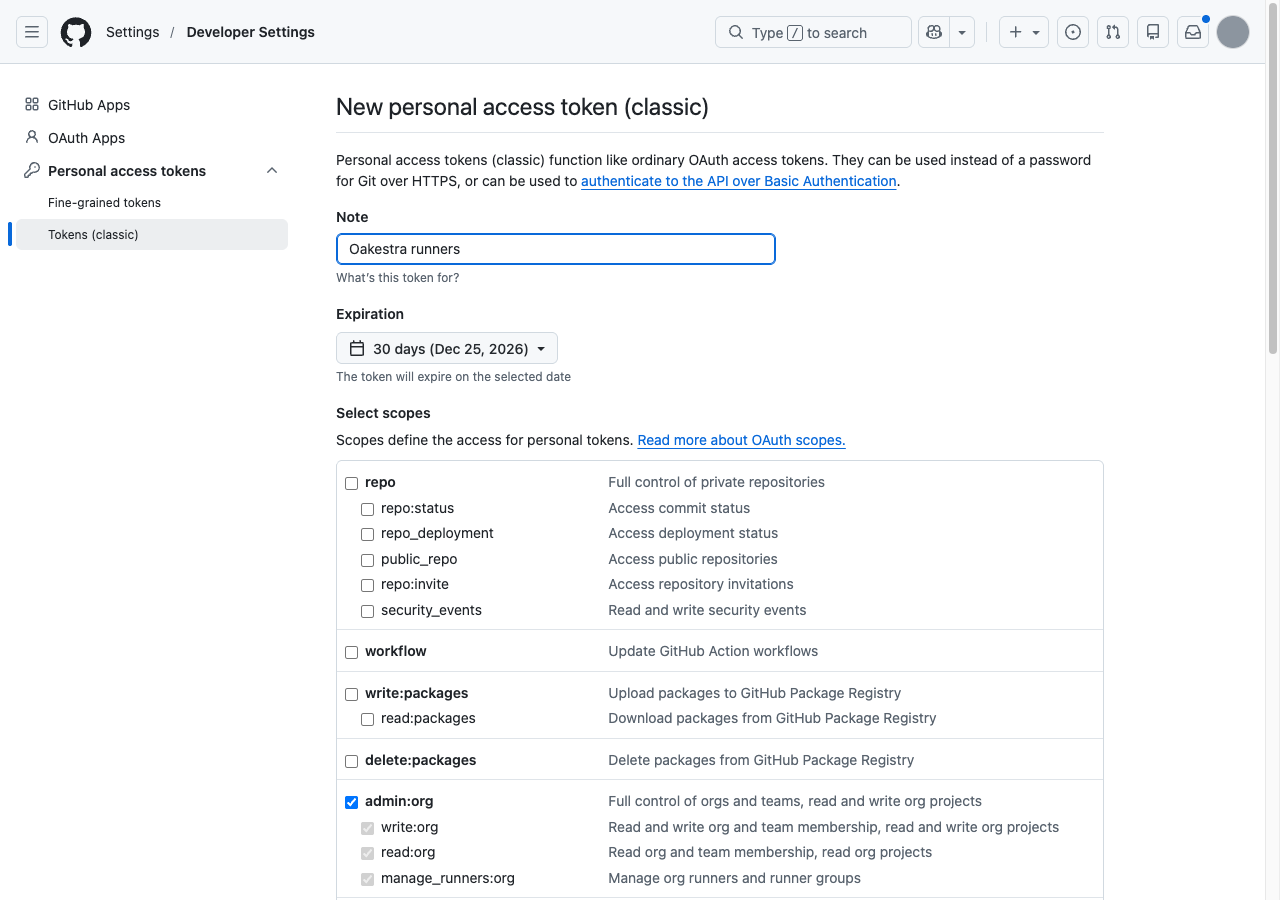 Settings / Developer Settings
Type / to search
GitHub Apps
OAuth Apps
Personal access tokens
Fine-grained tokens
Tokens (classic)
New personal access token (classic)
Personal access tokens (classic) function like ordinary OAuth access tokens. They can be used instead of a password
for Git over HTTPS, or can be used to authenticate to the API over Basic Authentication.
Note
Oakestra runners
What's this token for?
Expiration
30 days (Dec 25, 2026)
The token will expire on the selected date
Select scopes
Scopes define the access for personal tokens. Read more about OAuth scopes.
repo Full control of private repositories
repo:status Access commit status
repo_deployment Access deployment status
public_repo Access public repositories
repo:invite Access repository invitations
security_events Read and write security events
workflow Update GitHub Action workflows
write:packages Upload packages to GitHub Package Registry
read:packages Download packages from GitHub Package Registry
delete:packages Delete packages from GitHub Package Registry
admin:org Full control of orgs and teams, read and write org projects
write:org Read and write org and team membership, read and write org projects
read:org Read org and team membership, read org projects
manage_runners:org Manage org runners and runner groups